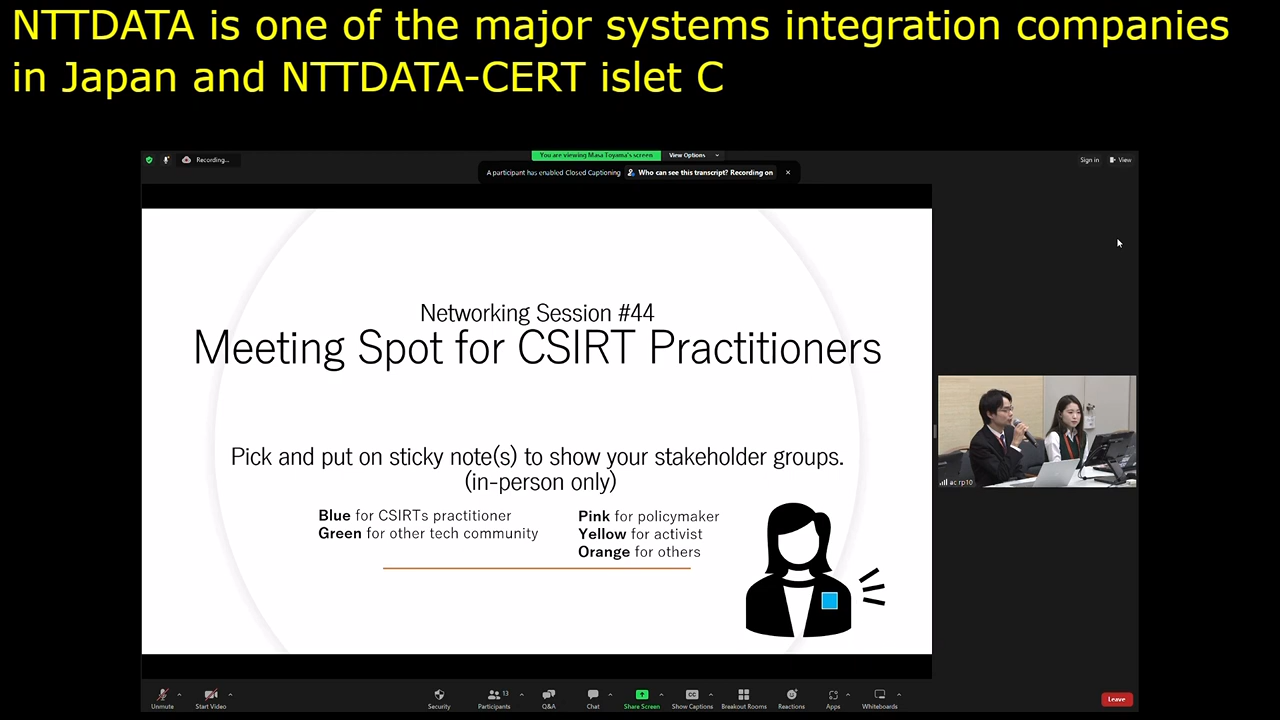 NTTDATA is one of the major systems integration companies
in Japan and NTTDATA-CERT islet C
Recording...
You are viewing Masa Toyama's screen
View Options
Sign in
View
A participant has enabled Closed Captioning
Who can see this transcript? Recording on
Networking Session #44
Meeting Spot for CSIRT Practitioners
Pick and put on sticky note(s) to show your stakeholder groups.
(in-person only)
Blue for CSIRTs practitioner
Green for other tech community
Pink for policymaker
Yellow for activist
Orange for others
ac rp10
Unmute
Start Video
Security
Participants
13
Q&A
Chat
Share Screen
CC
Show Captions
Breakout Rooms
Reactions
Apps
Whiteboards
Leave